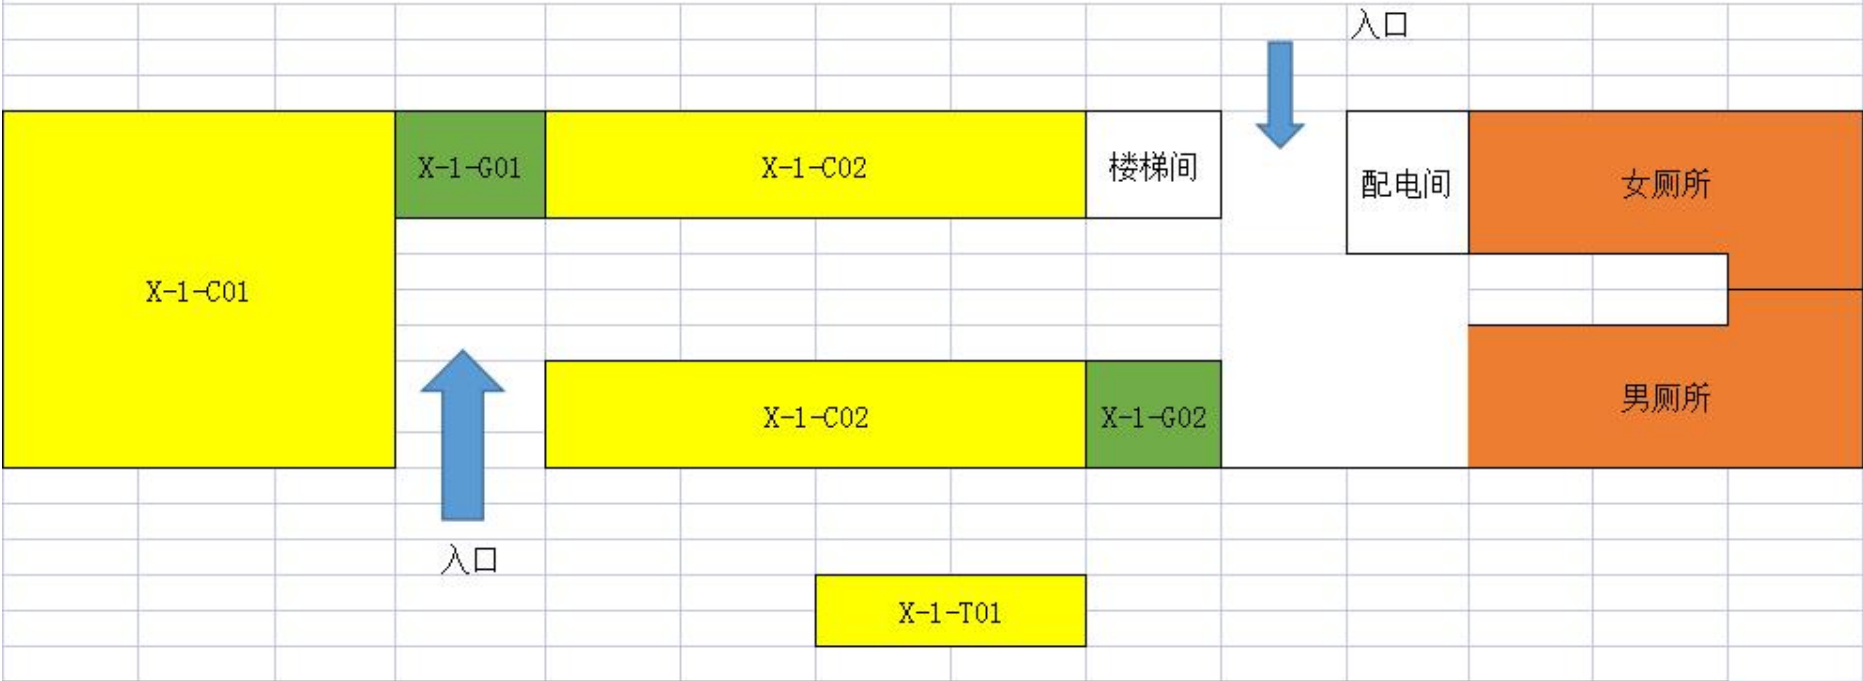 入口
X-1-G01
X-1-C02
楼梯间
配电间
女厕所
X-1-C01
X-1-C02
X-1-G02
男厕所
入口
X-1-T01